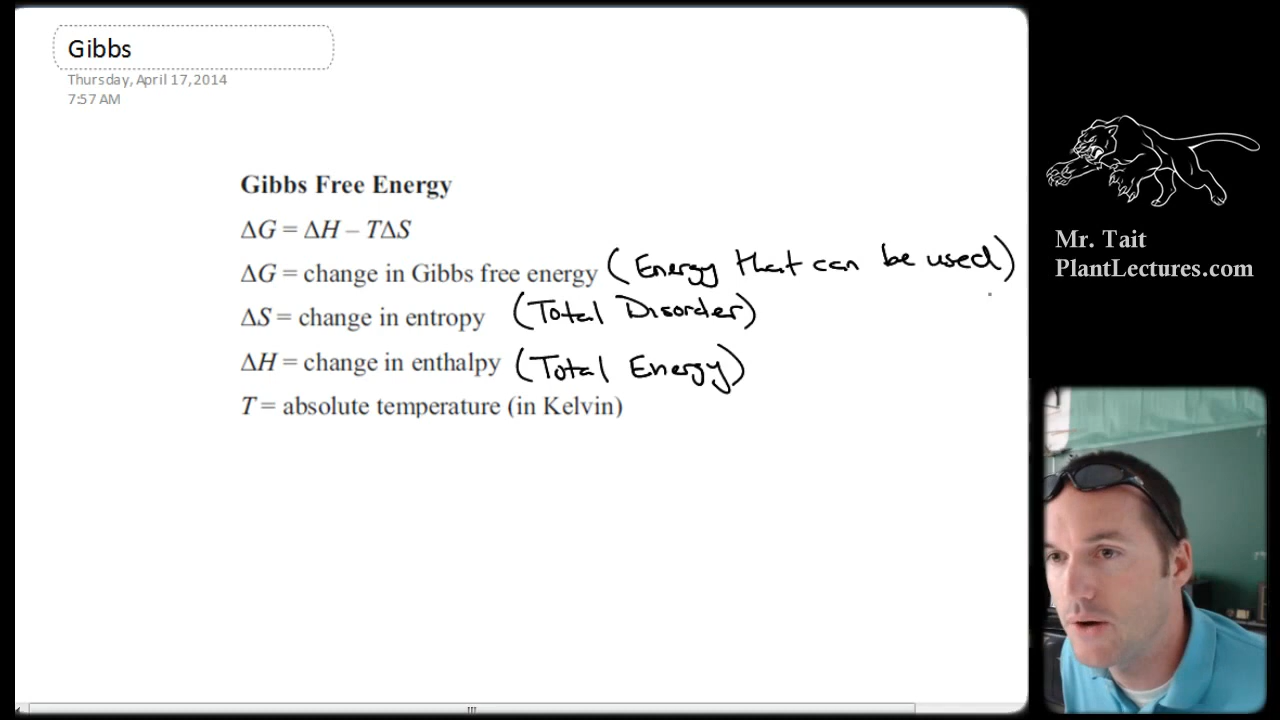 Gibbs
Thursday, April 17, 2014
7:57 AM
Gibbs Free Energy
ΔG = ΔH – TΔS
ΔG = change in Gibbs free energy (Energy that can be used)
ΔS = change in entropy (Total Disorder)
ΔH = change in enthalpy (Total Energy)
T = absolute temperature (in Kelvin)
Mr. Tait
PlantLectures.com